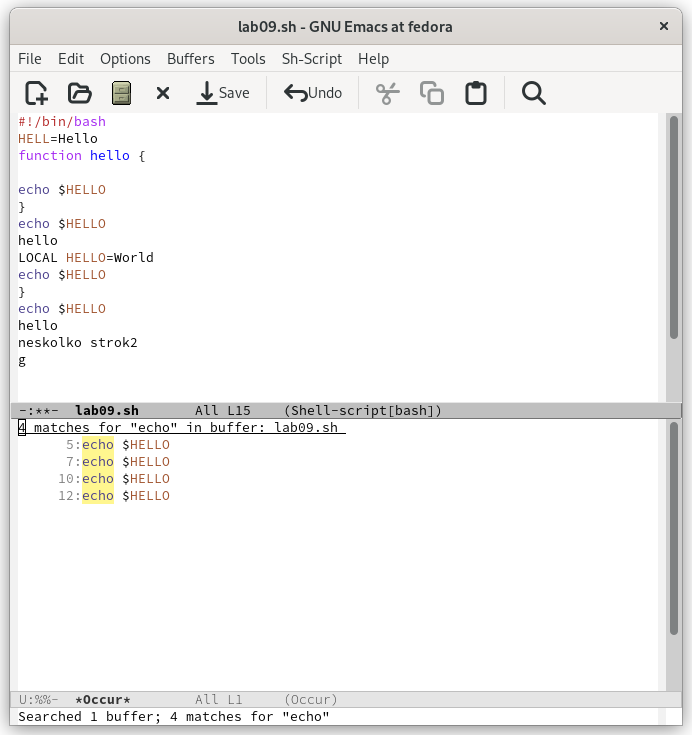 lab09.sh - GNU Emacs at fedora
File Edit Options Buffers Tools Sh-Script Help
Save Undo
#!/bin/bash
HELL=Hello
function hello {
echo $HELLO
}
echo $HELLO
hello
LOCAL HELLO=World
echo $HELLO
}
echo $HELLO
hello
neskolko strok2
g
-:**- lab09.sh All L15 (Shell-script[bash])
4 matches for "echo" in buffer: lab09.sh
5:echo $HELLO
7:echo $HELLO
10:echo $HELLO
12:echo $HELLO
U:%%- *Occur* All L1 (Occur)
Searched 1 buffer; 4 matches for "echo"